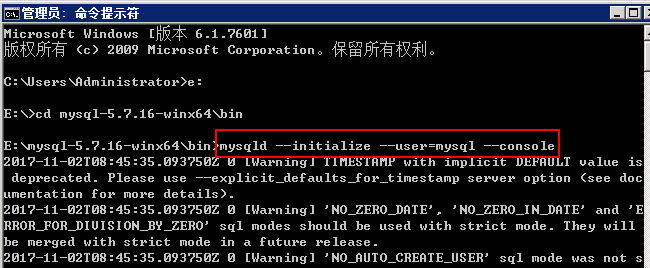 管理员: 命令提示符
Microsoft Windows [版本 6.1.7601]
版权所有 (c) 2009 Microsoft Corporation。保留所有权利。
C:\Users\Administrator>e:
E:\>cd mysql-5.7.16-winx64\bin
E:\mysql-5.7.16-winx64\bin>mysqld --initialize --user=mysql --console
2017-11-02T08:45:35.093750Z 0 [Warning] TIMESTAMP with implicit DEFAULT value is
 deprecated. Please use --explicit_defaults_for_timestamp server option (see doc
umentation for more details).
2017-11-02T08:45:35.093750Z 0 [Warning] 'NO_ZERO_DATE', 'NO_ZERO_IN_DATE' and 'E
RROR_FOR_DIVISION_BY_ZERO' sql modes should be used with strict mode. They will
be merged with strict mode in a future release.
2017-11-02T08:45:35.093750Z 0 [Warning] 'NO_AUTO_CREATE_USER' sql mode was not s